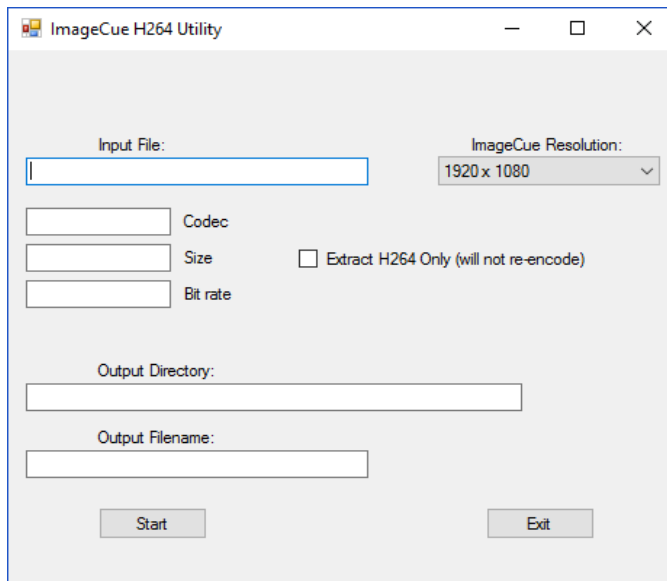 ImageCue H264 Utility
Input File:
ImageCue Resolution:
1920 x 1080
Codec
Size
Extract H264 Only (will not re-encode)
Bit rate
Output Directory:
Output Filename:
Start
Exit